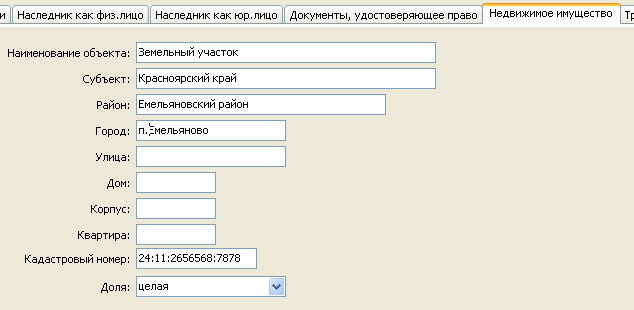 и Наследник как физ.лицо Наследник как юр.лицо Документы, удостоверяющее право Недвижимое имущество Тр
Наименование объекта: Земельный участок
Субъект: Красноярский край
Район: Емельяновский район
Город: п.Емельяново
Улица:
Дом:
Корпус:
Квартира:
Кадастровый номер: 24:11:2656568:7878
Доля: целая